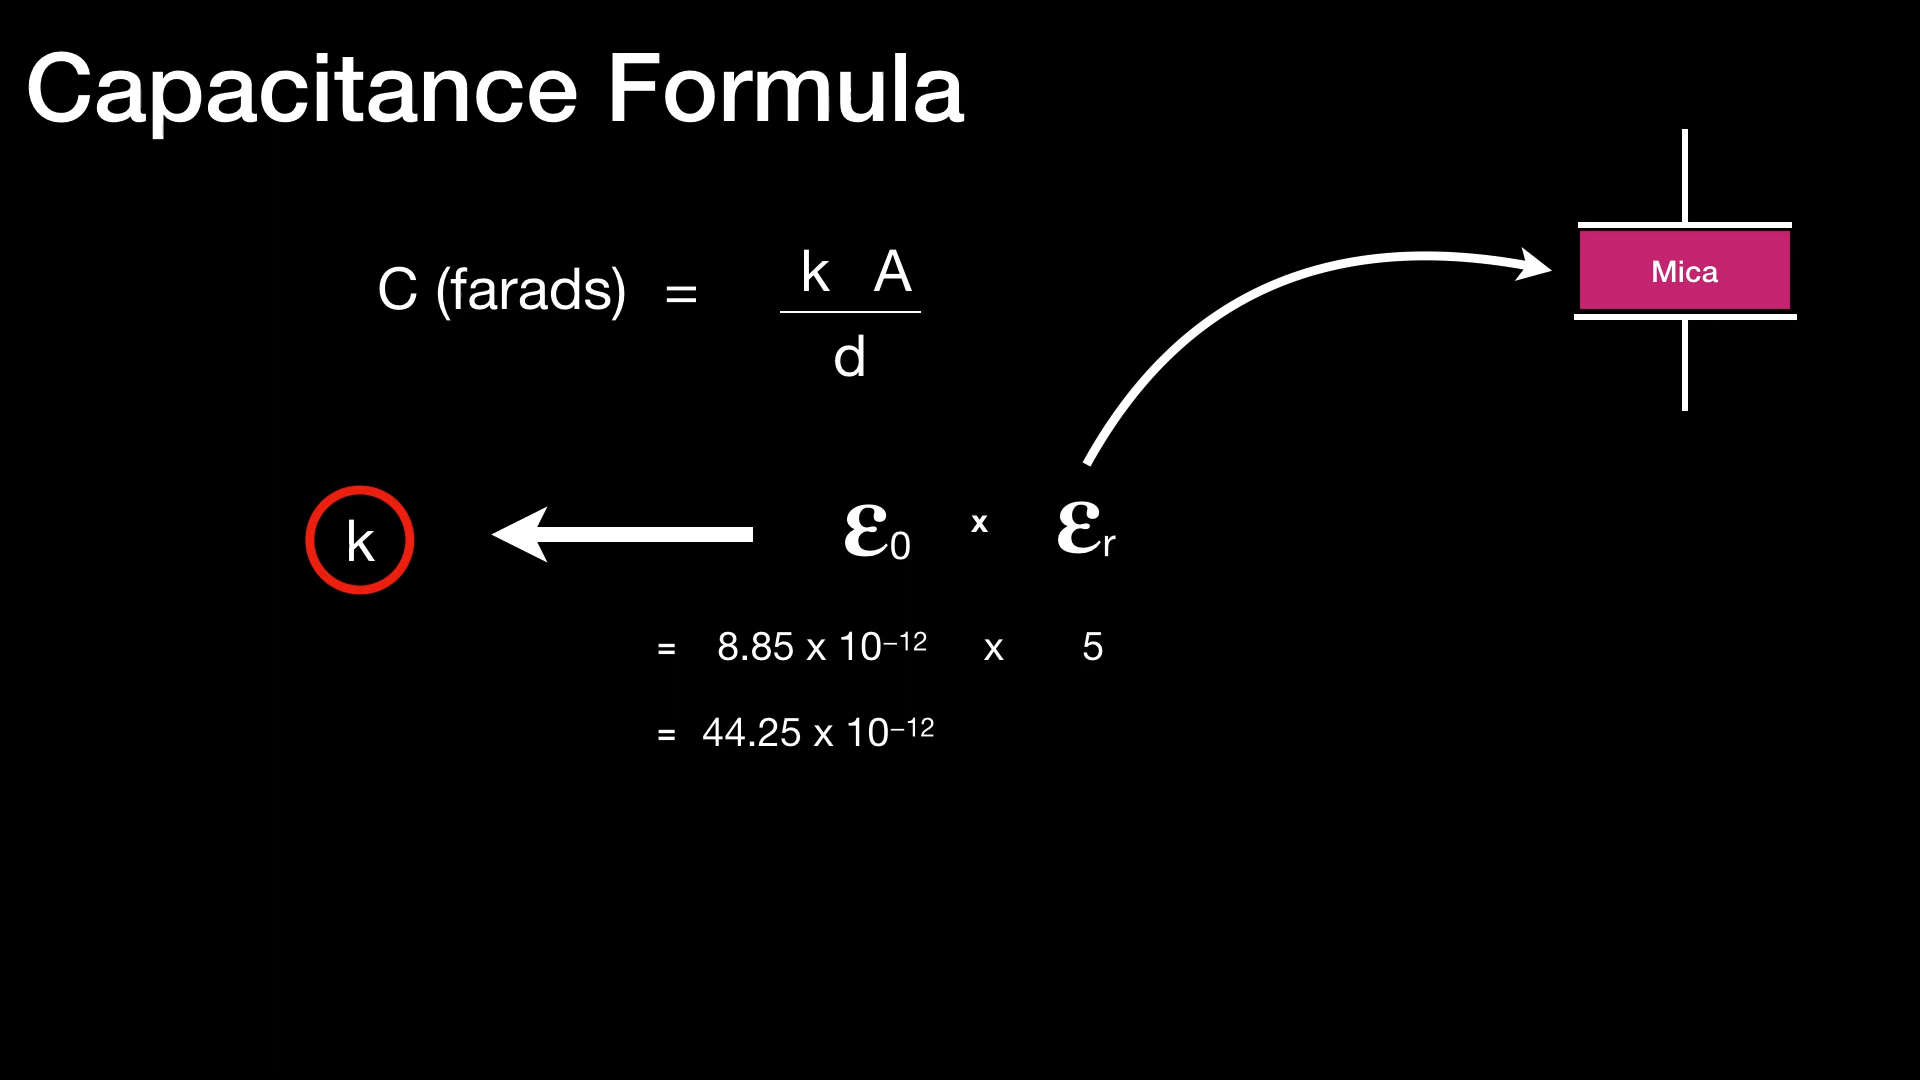 Capacitance Formula
Mica
C (farads) = k A
d
k
ε₀ x εᵣ
= 8.85 x 10⁻¹² x 5
= 44.25 x 10⁻¹²